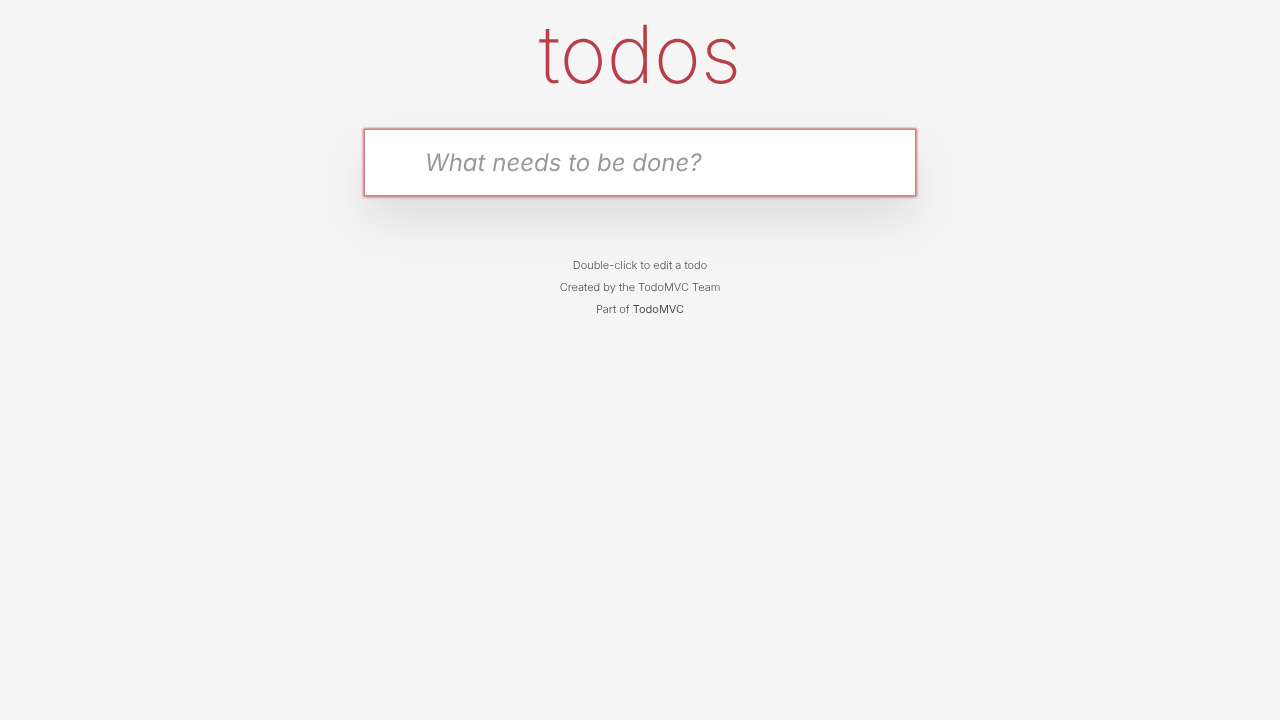 todos
What needs to be done?
Double-click to edit a todo
Created by the TodoMVC Team
Part of TodoMVC